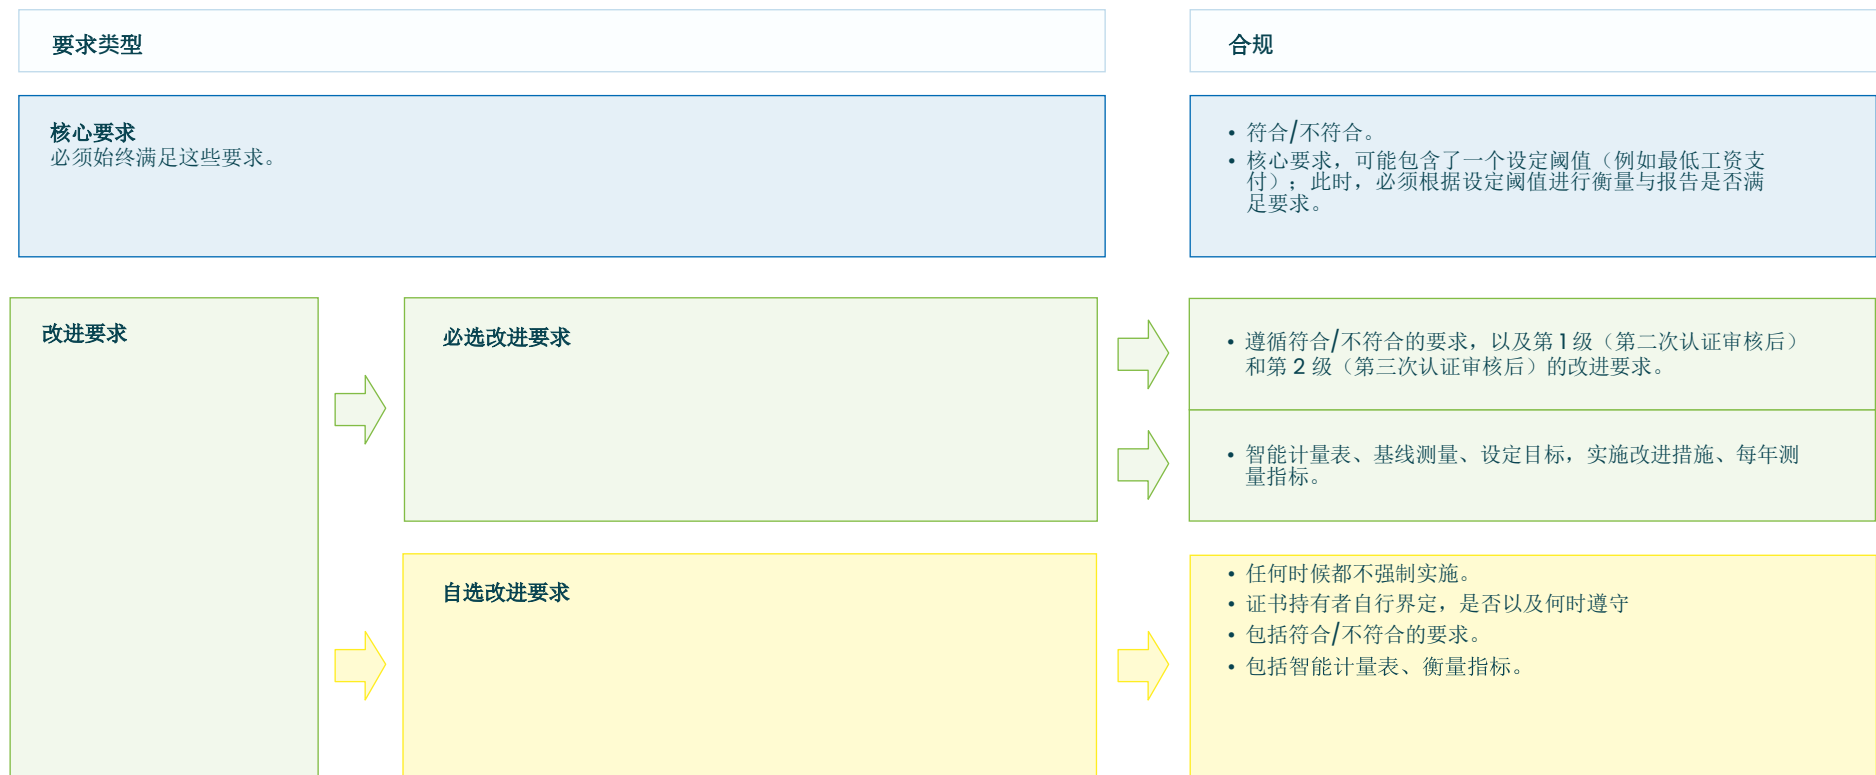 要求类型
合规
核心要求
必须始终满足这些要求。
• 符合/不符合。
• 核心要求，可能包含了一个设定阈值（例如最低工资支
付）；此时，必须根据设定阈值进行衡量与报告是否满
足要求。
改进要求
必选改进要求
• 遵循符合/不符合的要求，以及第 1 级（第二次认证审核后）
和第 2 级（第三次认证审核后）的改进要求。
• 智能计量表、基线测量、设定目标，实施改进措施、每年测
量指标。
自选改进要求
• 任何时候都不强制实施。
• 证书持有者自行界定，是否以及何时遵守
• 包括符合/不符合的要求。
• 包括智能计量表、衡量指标。